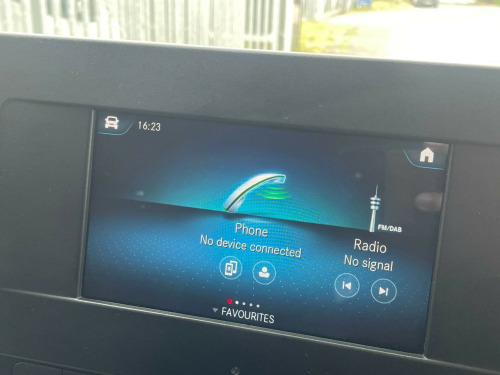 16:23
Phone
No device connected
FM/DAB
Radio
No signal
FAVOURITES